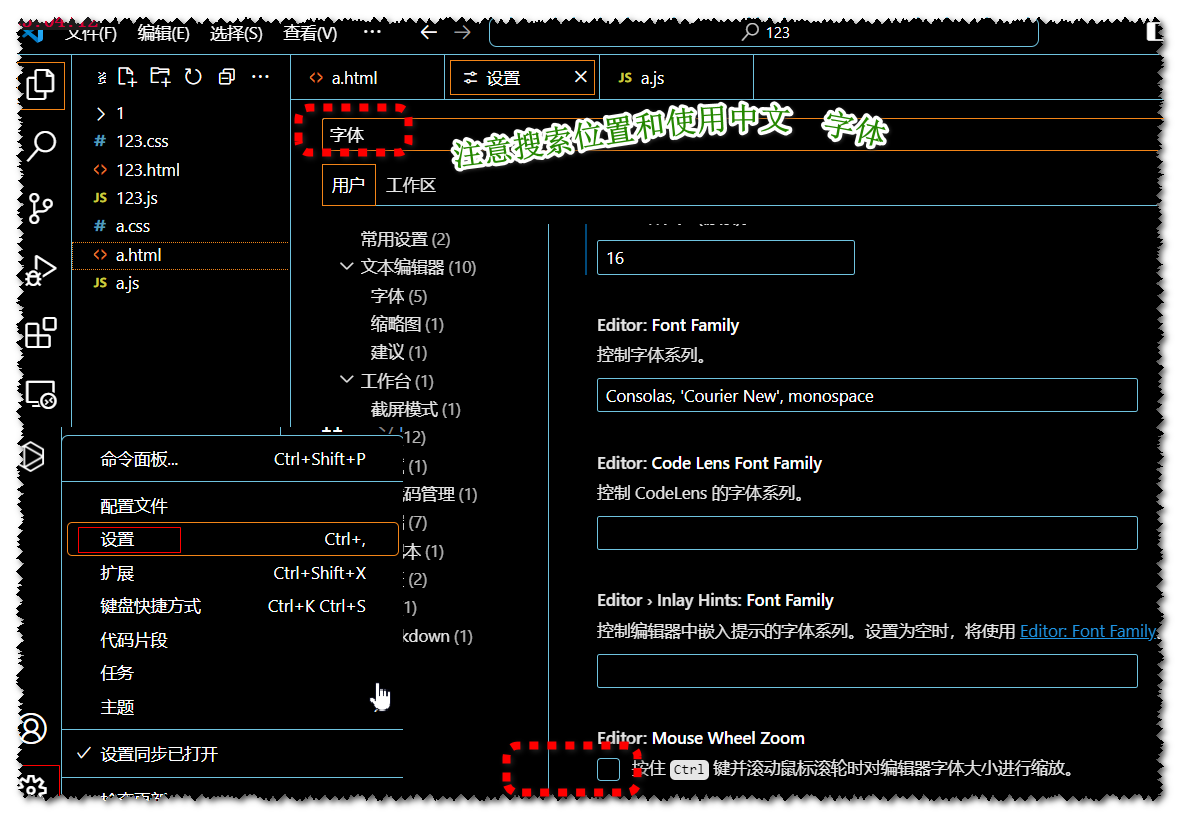 文件(F) 编辑(E) 选择(S) 查看(V) ··· 123
a.html 设置 JS a.js
1
# 123.css
123.html
JS 123.js
# a.css
a.html
JS a.js
字体
注意搜索位置和使用中文 字体
用户 工作区
常用设置 (2)
文本编辑器 (10)
字体 (5)
缩略图 (1)
建议 (1)
工作台 (1)
截屏模式 (1)
12)
(1)
码管理 (1)
(7)
本 (1)
(2)
1)
kdown (1)
16
Editor: Font Family
控制字体系列。
Consolas, 'Courier New', monospace
Editor: Code Lens Font Family
控制 CodeLens 的字体系列。
Editor › Inlay Hints: Font Family
控制编辑器中嵌入提示的字体系列。设置为空时，将使用 Editor: Font Family。
Editor: Mouse Wheel Zoom
按住 Ctrl 键并滚动鼠标滚轮时对编辑器字体大小进行缩放。
命令面板... Ctrl+Shift+P
配置文件
设置 Ctrl+,
扩展 Ctrl+Shift+X
键盘快捷方式 Ctrl+K Ctrl+S
代码片段
任务
主题
设置同步已打开